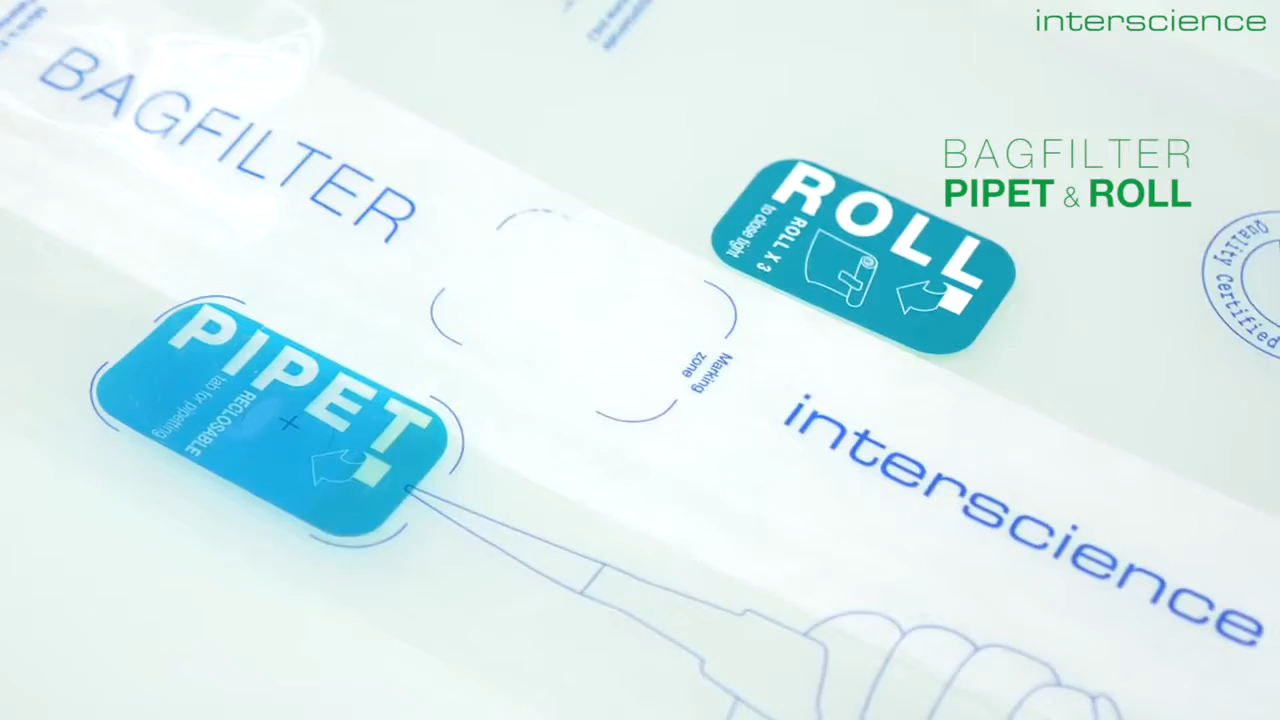 interscience
BAGFILTER
PIPET & ROLL
BAGFILTER
ROLL
ROLL X 3
to close tight
PIPET
RECLOSABLE
tab for pipetting
Marking
zone
interscience
Quality Certified